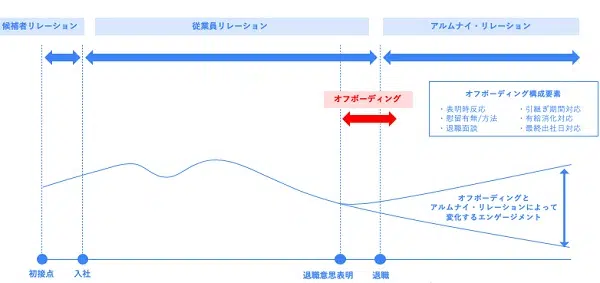 候補者リレーション
従業員リレーション
アルムナイ・リレーション
オフボーディング
オフボーディング構成要素
・表明時反応
・引継ぎ期間対応
・慰留有無/方法
・有給消化対応
・退職面談
・最終出社日対応
オフボーディングと
アルムナイ・リレーションによって
変化するエンゲージメント
初接点
入社
退職意思表明
退職